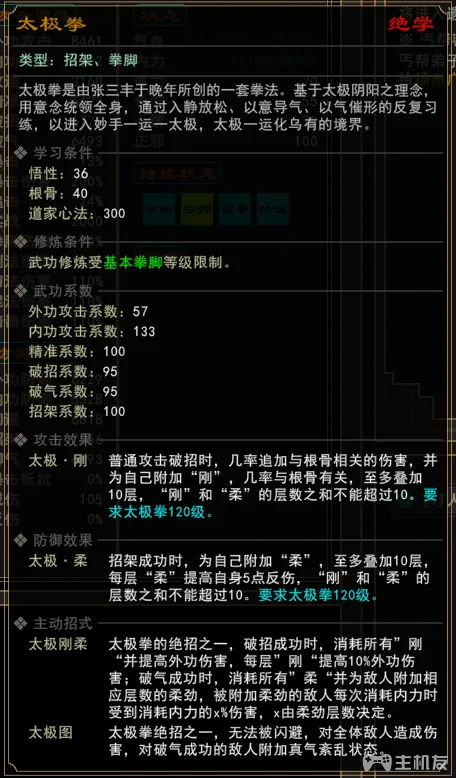 太极拳 绝学
类型：招架、拳脚
太极拳是由张三丰于晚年所创的一套拳法。基于太极阴阳之理念，
用意念统领全身，通过入静放松、以意导气、以气催形的反复习
练，以进入妙手一运一太极，太极一运化乌有的境界。
学习条件
悟性：36
根骨：40
道家心法：300
修炼条件
武功修炼受基本拳脚等级限制。
武功系数
外功攻击系数：57
内功攻击系数：133
精准系数：100
破招系数：95
破气系数：95
招架系数：100
攻击效果
太极·刚 普通攻击破招时，几率追加与根骨相关的伤害，并
为自己附加“刚”，几率与根骨有关，至多叠加
10层，“刚”和“柔”的层数之和不能超过10。要
求太极拳120级。
防御效果
太极·柔 招架成功时，为自己附加“柔”，至多叠加10层，
每层“柔”提高自身5点反伤，“刚”和“柔”的
层数之和不能超过10。要求太极拳120级。
主动招式
太极刚柔 太极拳的绝招之一，破招成功时，消耗所有”刚
“并提高外功伤害，每层”刚“提高10%外功伤
害；破气成功时，消耗所有”柔“并为敌人附加相
应层数的柔劲，被附加柔劲的敌人每次消耗内力时
受到消耗内力的x%伤害，x由柔劲层数决定。
太极图 太极拳绝招之一，无法被闪避，对全体敌人造成伤
害，对破气成功的敌人附加真气紊乱状态。
主机友